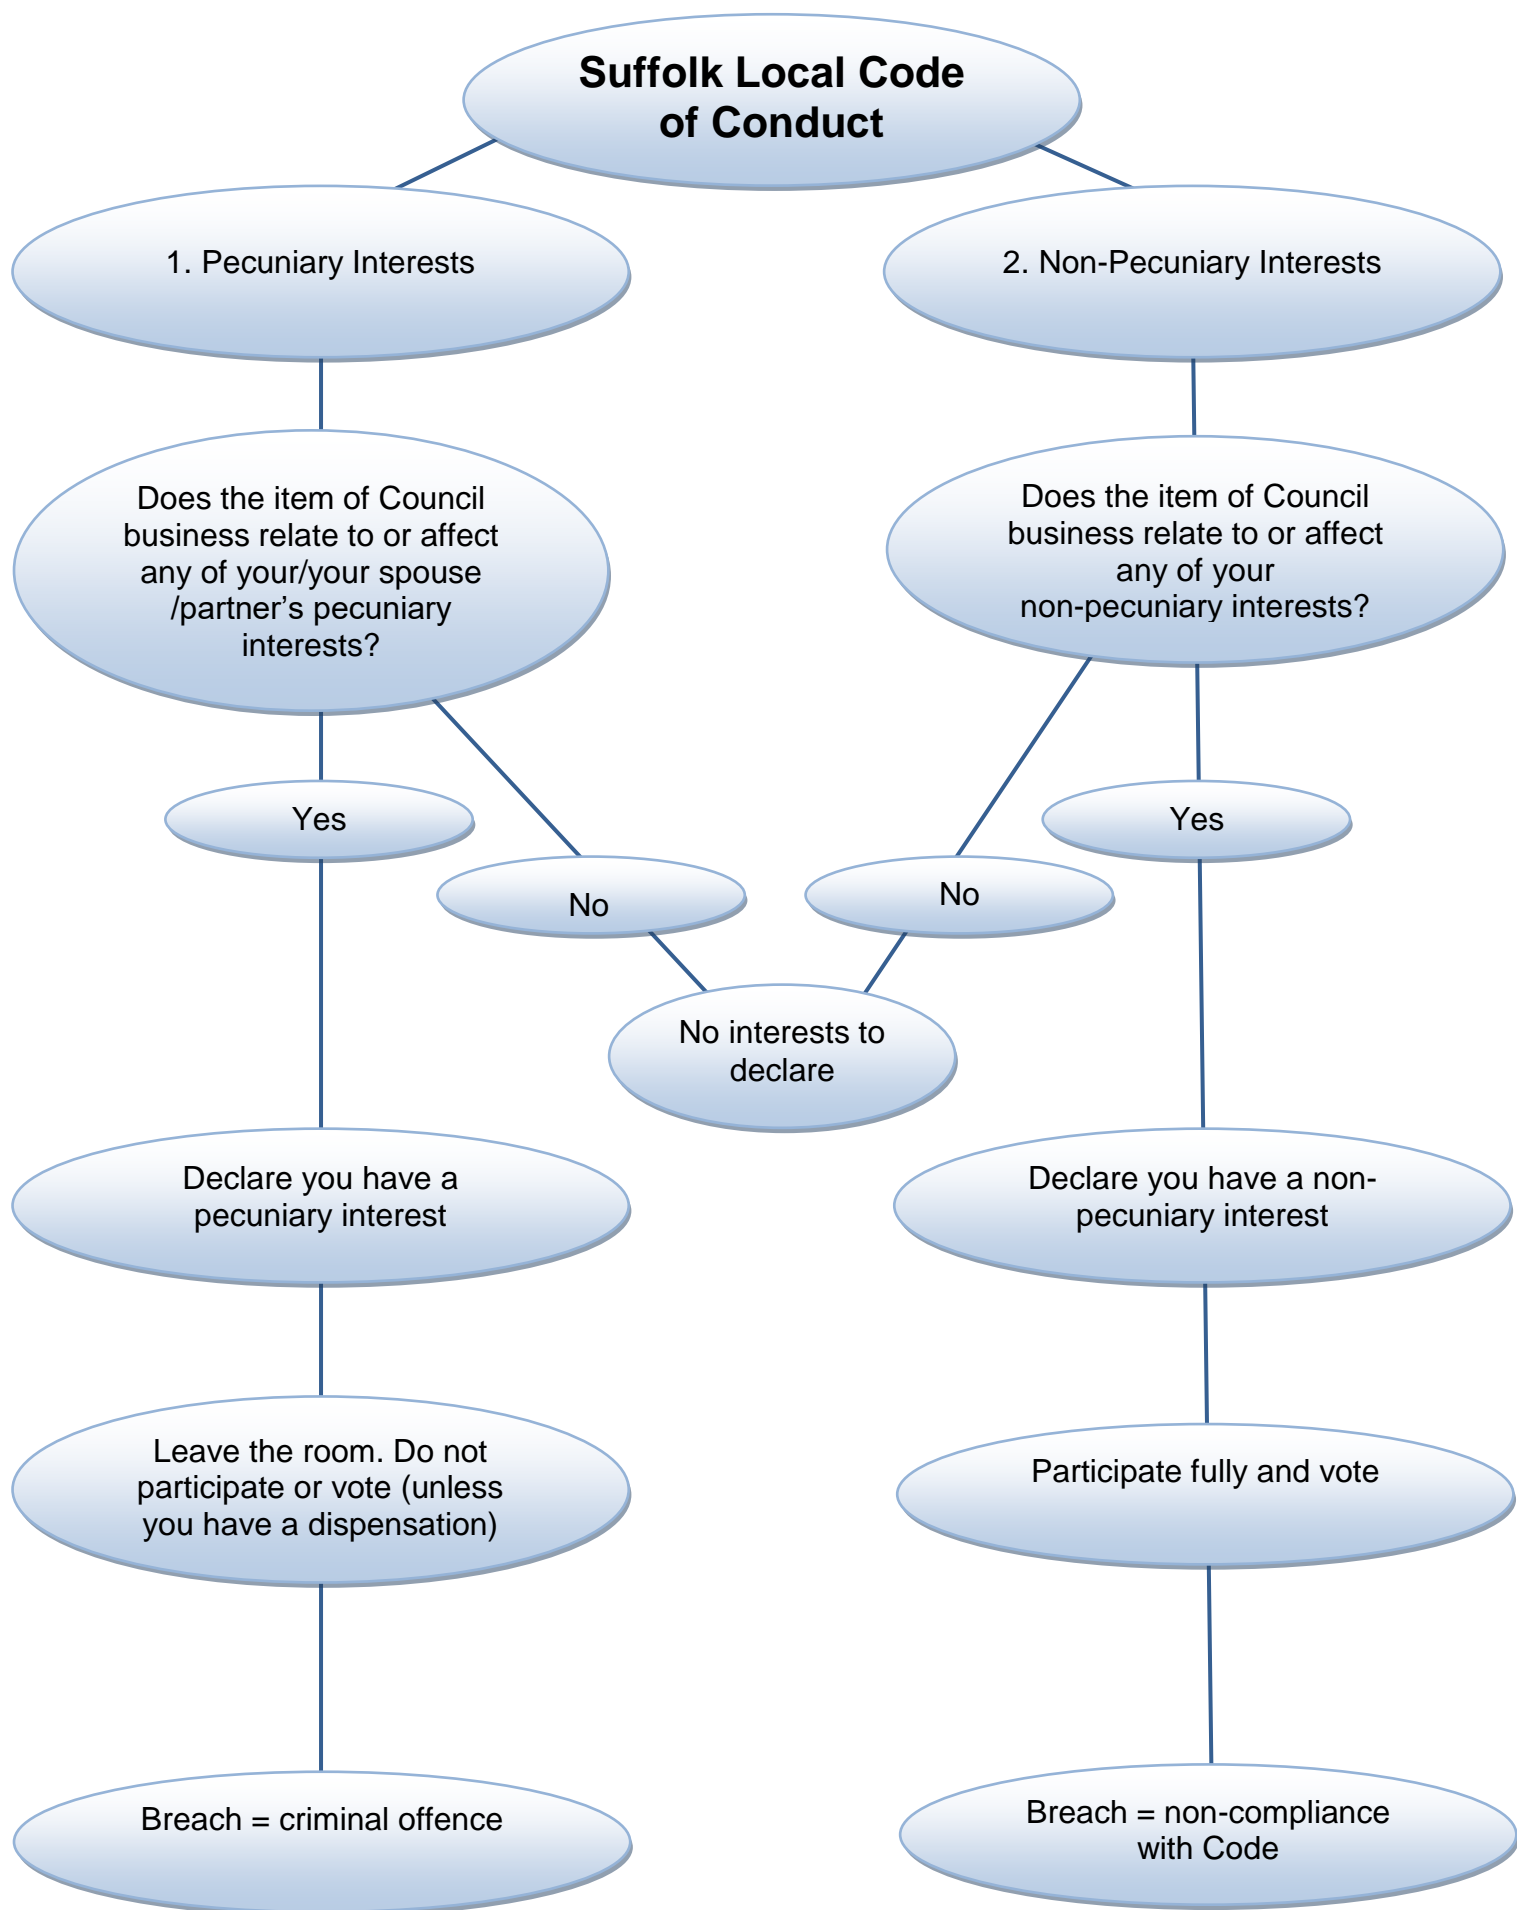 Suffolk Local Code
of Conduct
1. Pecuniary Interests
2. Non-Pecuniary Interests
Does the item of Council
business relate to or affect
any of your/your spouse
/partner’s pecuniary
interests?
Does the item of Council
business relate to or affect
any of your
non-pecuniary interests?
Yes
No
No
Yes
No interests to
declare
Declare you have a
pecuniary interest
Declare you have a non-
pecuniary interest
Leave the room. Do not
participate or vote (unless
you have a dispensation)
Participate fully and vote
Breach = criminal offence
Breach = non-compliance
with Code